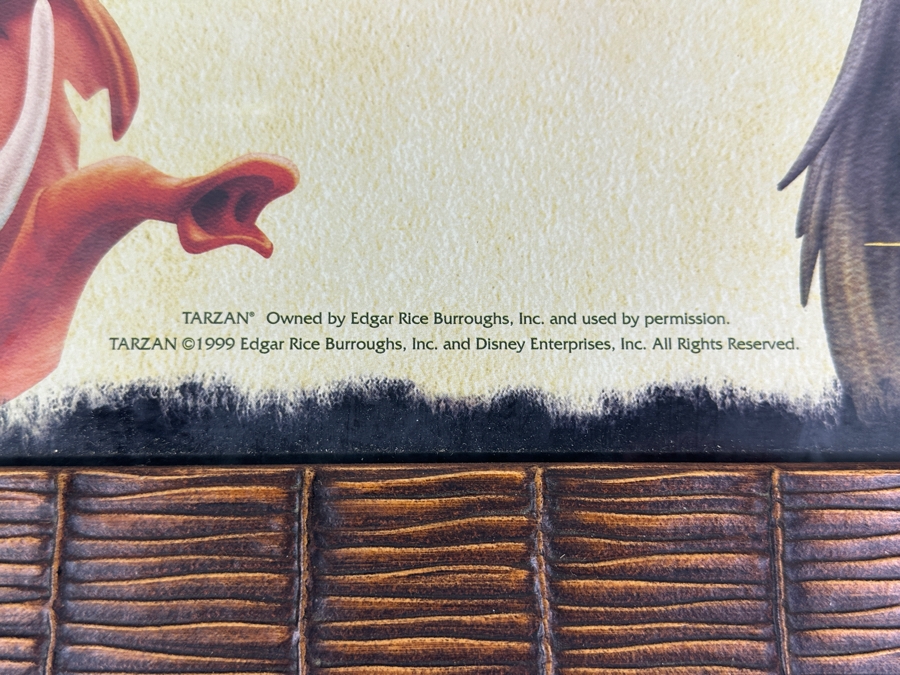 TARZAN® Owned by Edgar Rice Burroughs, Inc. and used by permission.
TARZAN ©1999 Edgar Rice Burroughs, Inc. and Disney Enterprises, Inc. All Rights Reserved.